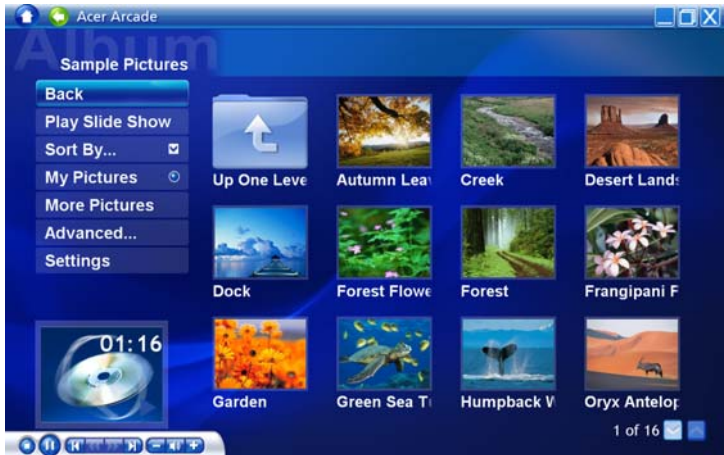 Acer Arcade
Album
Sample Pictures
Back
Play Slide Show
Sort By...
My Pictures
More Pictures
Advanced...
Settings
Up One Leve
Autumn Lea
Creek
Desert Lands
Dock
Forest Flowe
Forest
Frangipani F
Garden
Green Sea T
Humpback W
Oryx Antelop
01:16
1 of 16